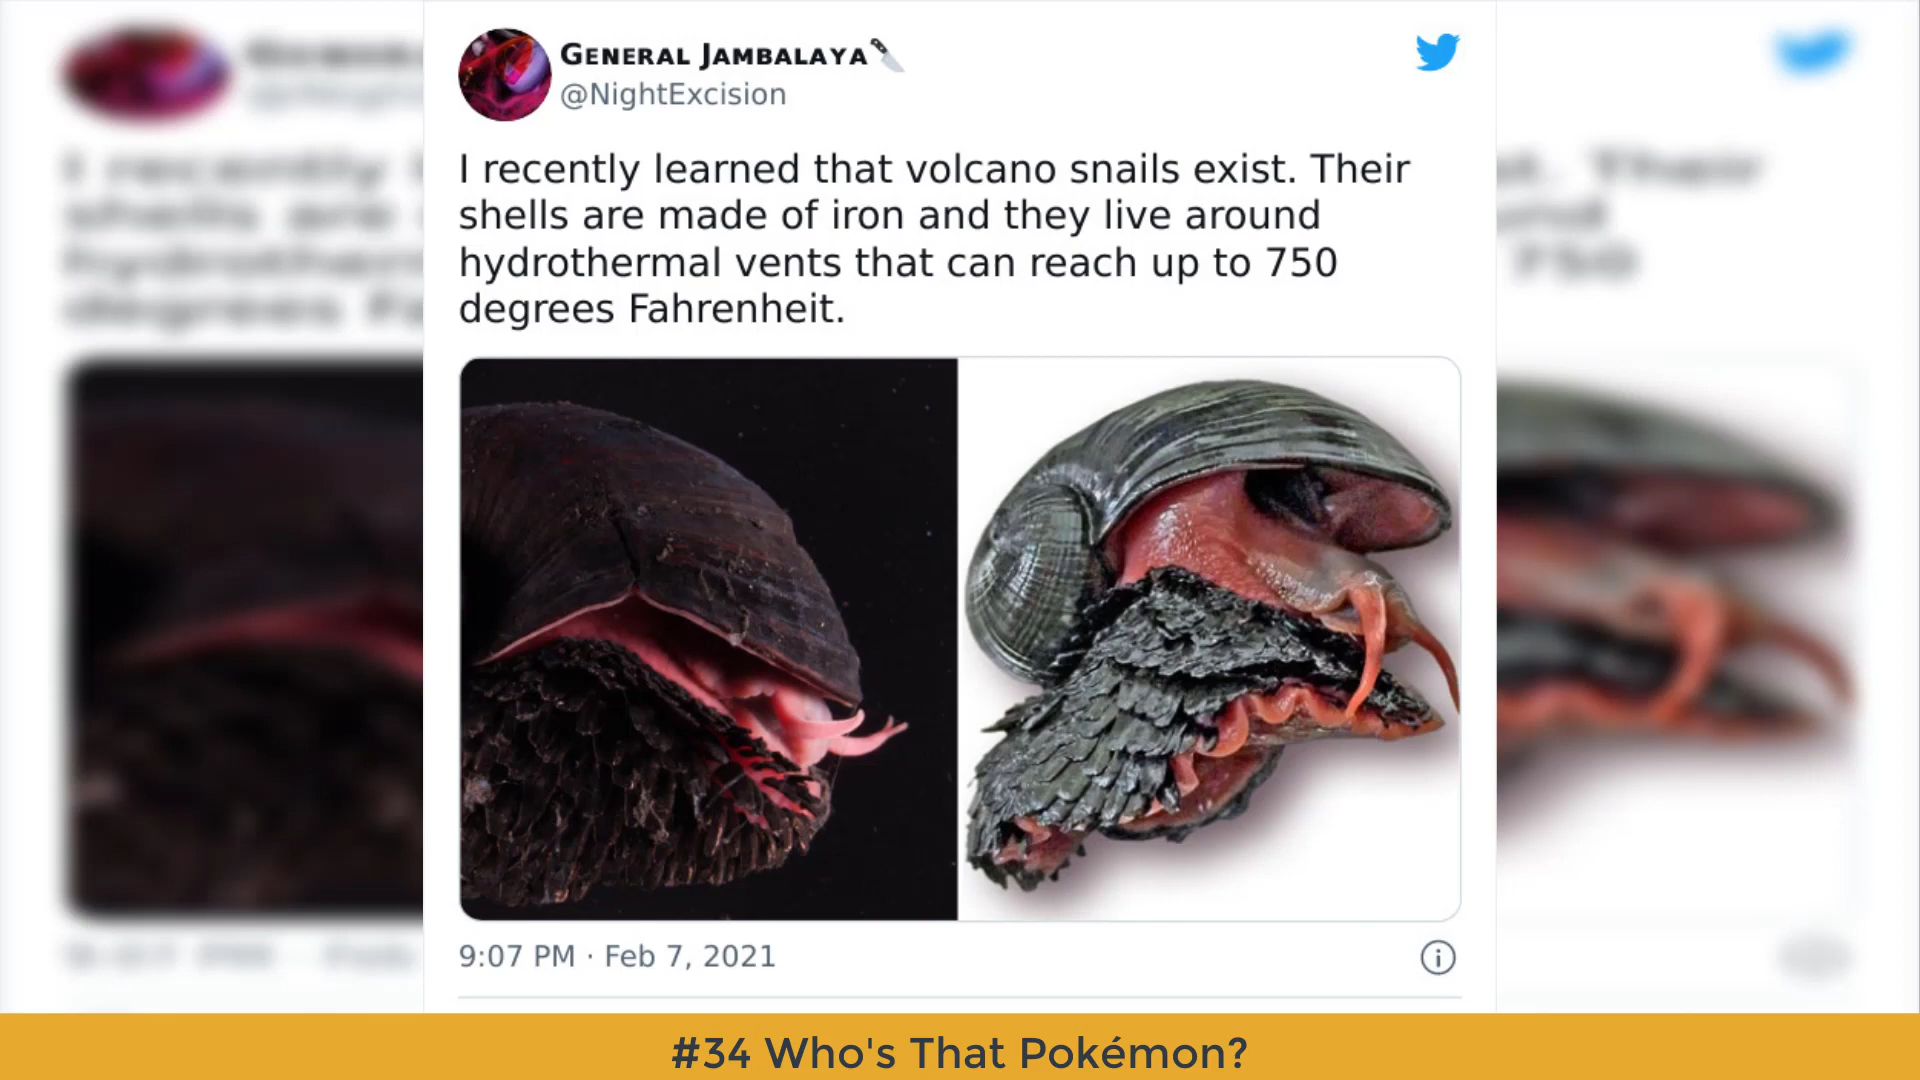 General Jambalaya🔪
@NightExcision
I recently learned that volcano snails exist. Their
shells are made of iron and they live around
hydrothermal vents that can reach up to 750
degrees Fahrenheit.
9:07 PM · Feb 7, 2021
#34 Who's That Pokémon?